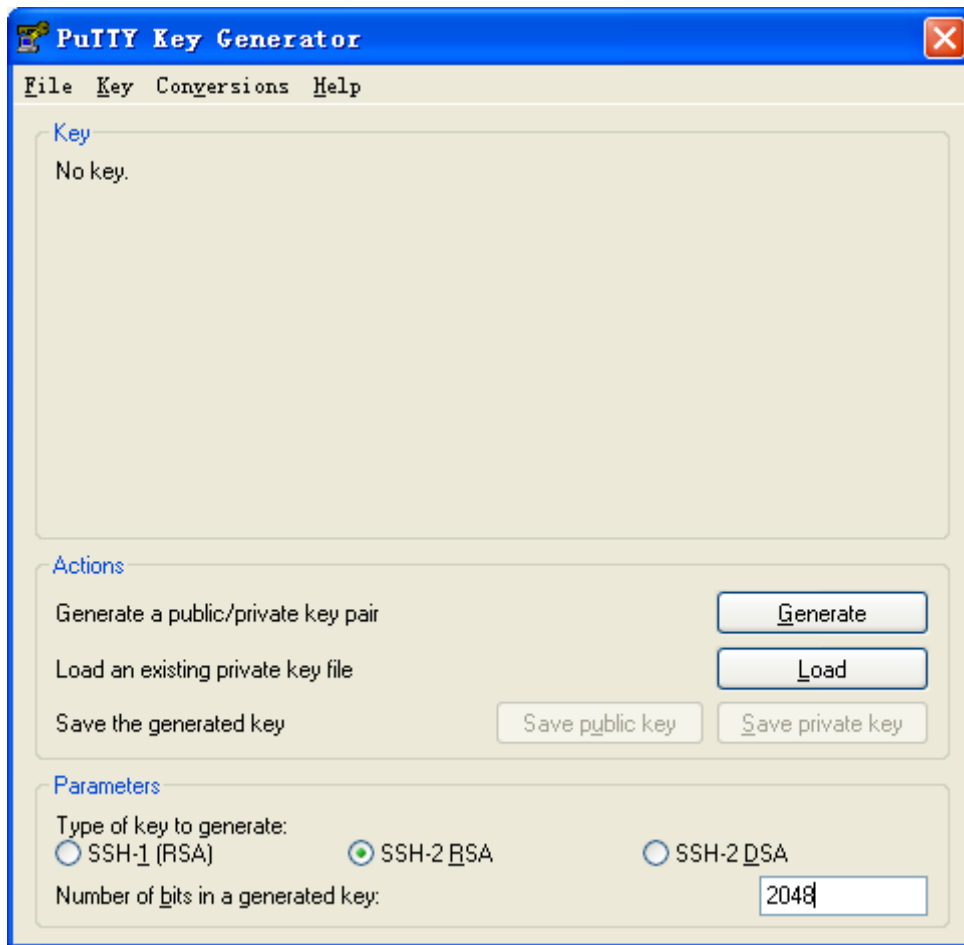 PuTTY Key Generator
File Key Conversions Help
Key
No key.
Actions
Generate a public/private key pair Generate
Load an existing private key file Load
Save the generated key Save public key Save private key
Parameters
Type of key to generate:
SSH-1 (RSA) SSH-2 RSA SSH-2 DSA
Number of bits in a generated key: 2048